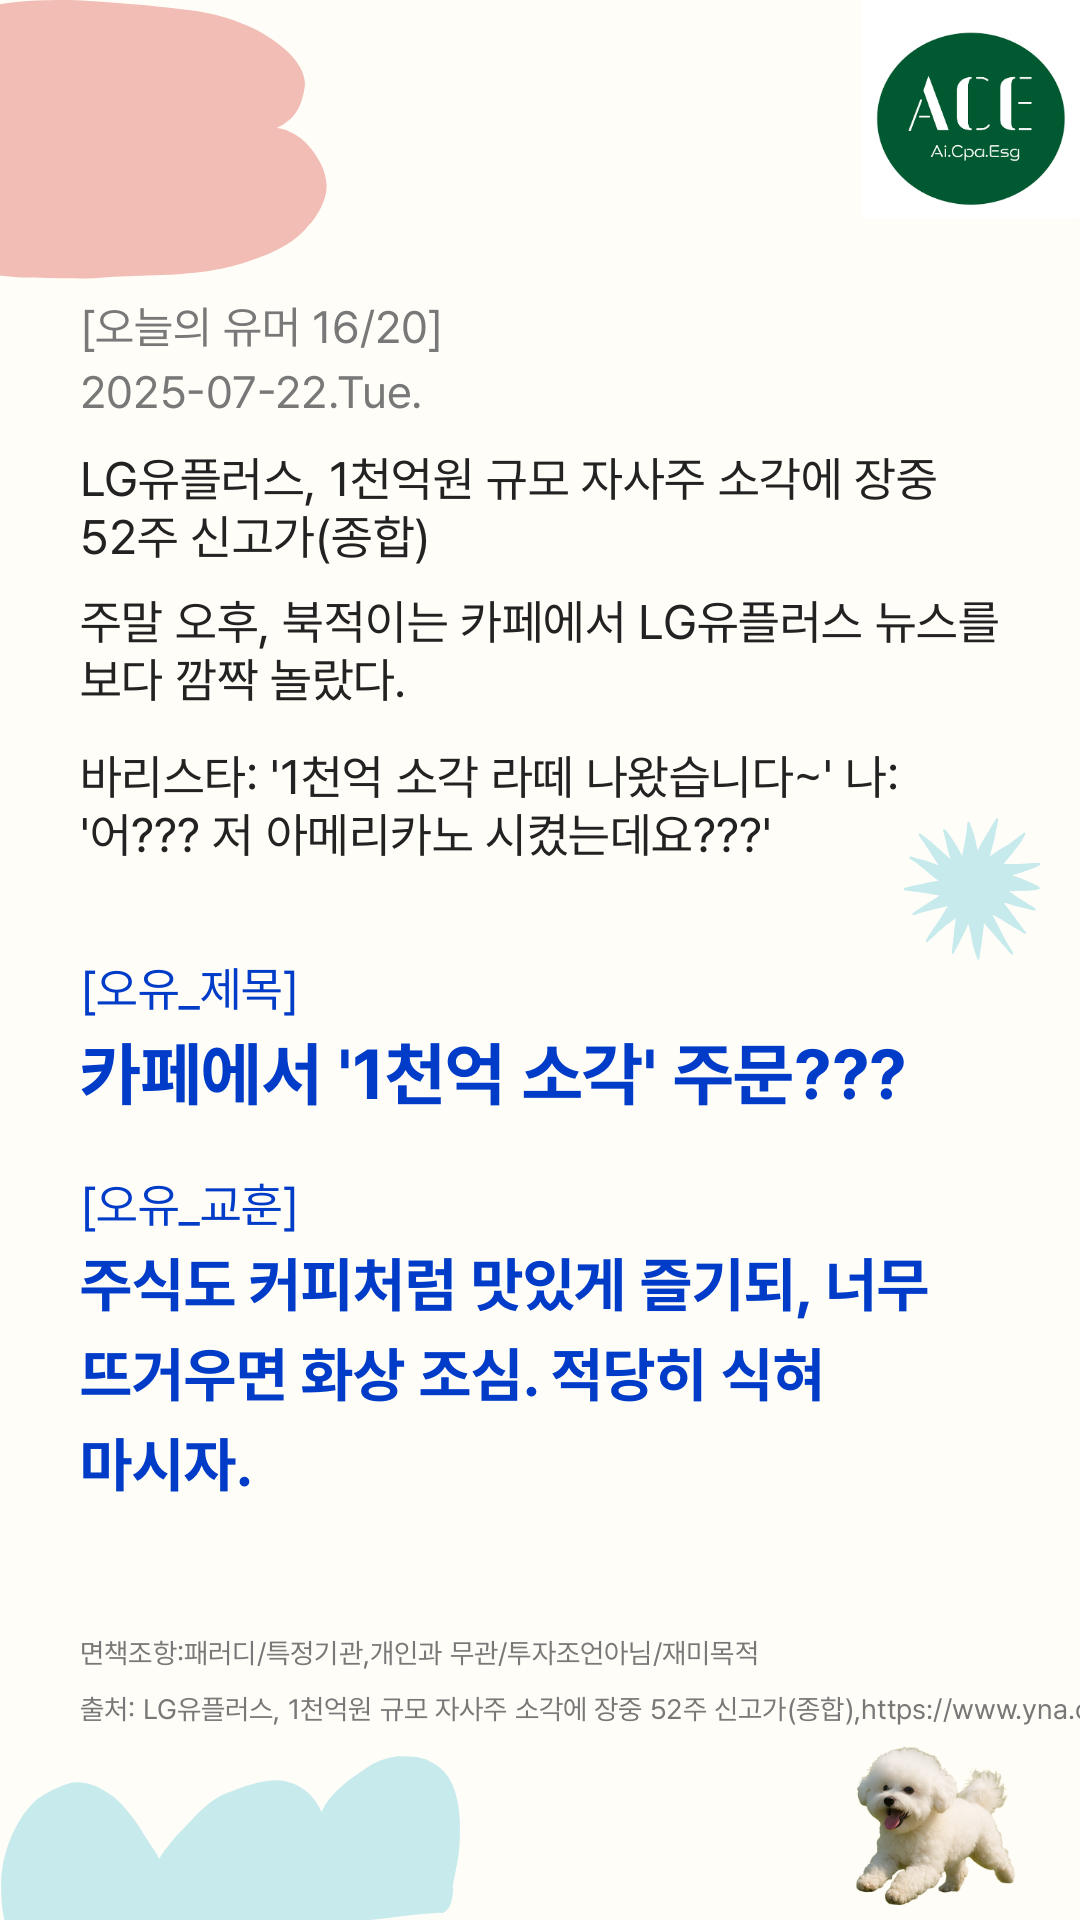 ACE
Ai.Cpa.Esg
[오늘의 유머 16/20]
2025-07-22.Tue.
LG유플러스, 1천억원 규모 자사주 소각에 장중
52주 신고가(종합)
주말 오후, 북적이는 카페에서 LG유플러스 뉴스를
보다 깜짝 놀랐다.
바리스타: '1천억 소각 라떼 나왔습니다~' 나:
'어??? 저 아메리카노 시켰는데요???'
[오유_제목]
카페에서 '1천억 소각' 주문???
[오유_교훈]
주식도 커피처럼 맛있게 즐기되, 너무
뜨거우면 화상 조심. 적당히 식혀
마시자.
면책조항:패러디/특정기관,개인과 무관/투자조언아님/재미목적
출처: LG유플러스, 1천억원 규모 자사주 소각에 장중 52주 신고가(종합),https://www.yna.c